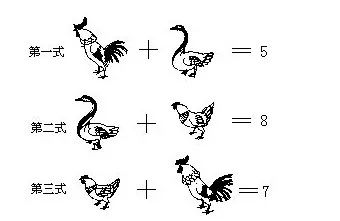 第一式 + = 5
第二式 + = 8
第三式 + =7